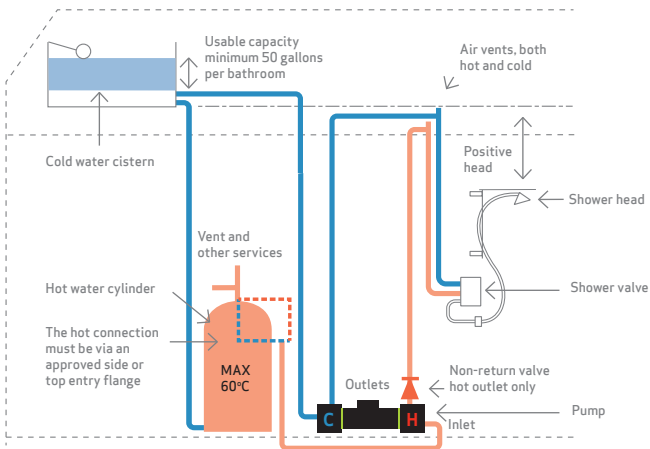 Usable capacity
minimum 50 gallons
per bathroom
Air vents, both
hot and cold
Cold water cistern
Positive
head
Shower head
Vent and
other services
Hot water cylinder
Shower valve
The hot connection
must be via an
approved side or
top entry flange
MAX
60°C
Outlets
Non-return valve
hot outlet only
C
H
Pump
Inlet